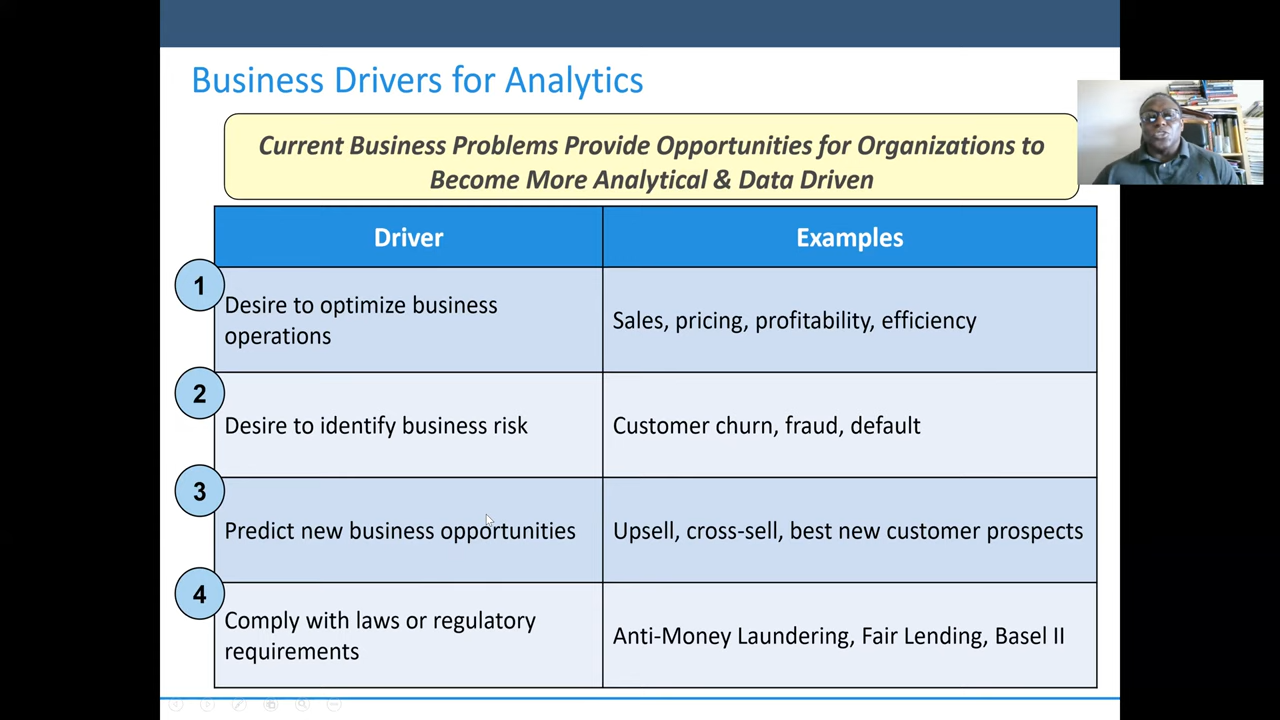 Business Drivers for Analytics
Current Business Problems Provide Opportunities for Organizations to
Become More Analytical & Data Driven
Driver
Examples
1
Desire to optimize business
operations
Sales, pricing, profitability, efficiency
2
Desire to identify business risk
Customer churn, fraud, default
3
Predict new business opportunities
Upsell, cross-sell, best new customer prospects
4
Comply with laws or regulatory
requirements
Anti-Money Laundering, Fair Lending, Basel II